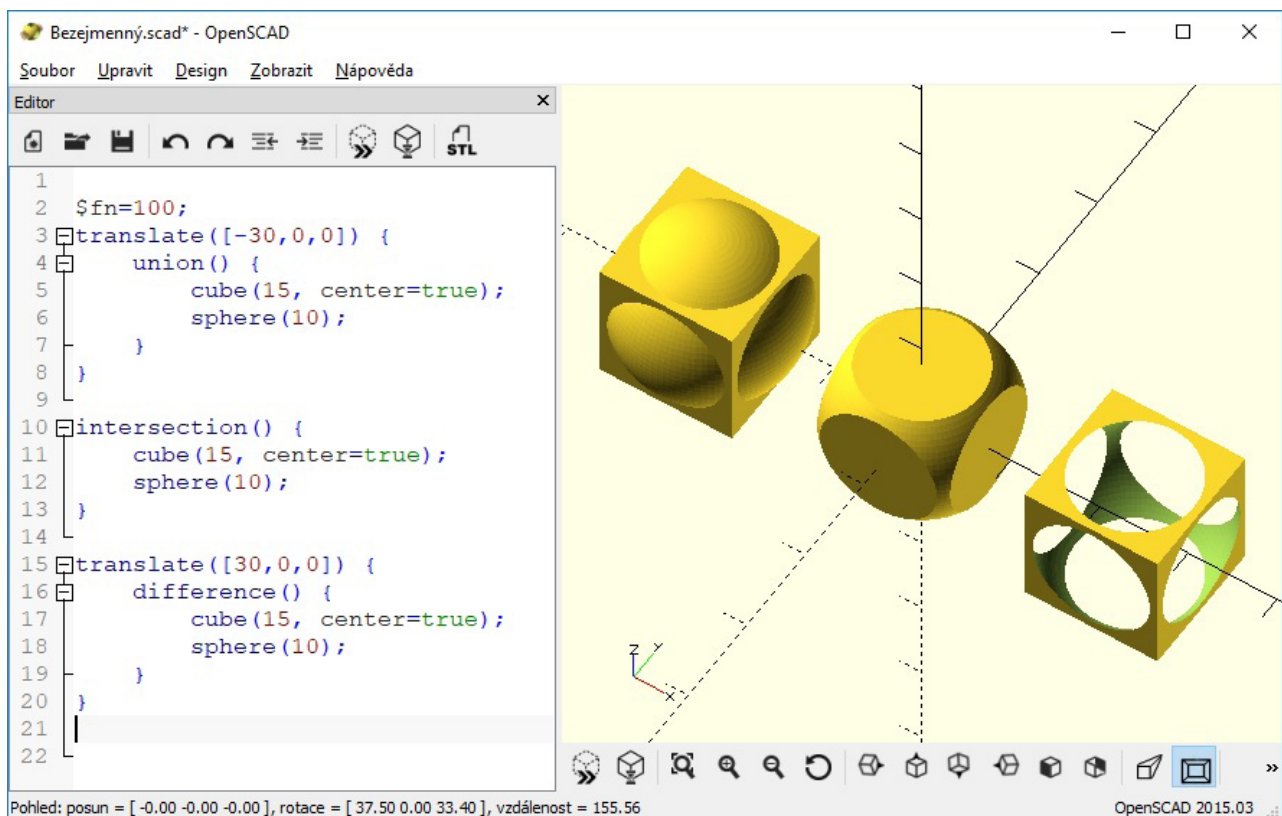 Bezejmenný.scad* - OpenSCAD
Soubor Upravit Design Zobrazit Nápověda
Editor
STL
1
2 $fn=100;
3 translate([-30,0,0]) {
4 union() {
5 cube(15, center=true);
6 sphere(10);
7 }
8 }
9
10 intersection() {
11 cube(15, center=true);
12 sphere(10);
13 }
14
15 translate([30,0,0]) {
16 difference() {
17 cube(15, center=true);
18 sphere(10);
19 }
20 }
21
22
Z
Y
X
Pohled: posun = [ -0.00 -0.00 -0.00 ], rotace = [ 37.50 0.00 33.40 ], vzdálenost = 155.56
OpenSCAD 2015.03